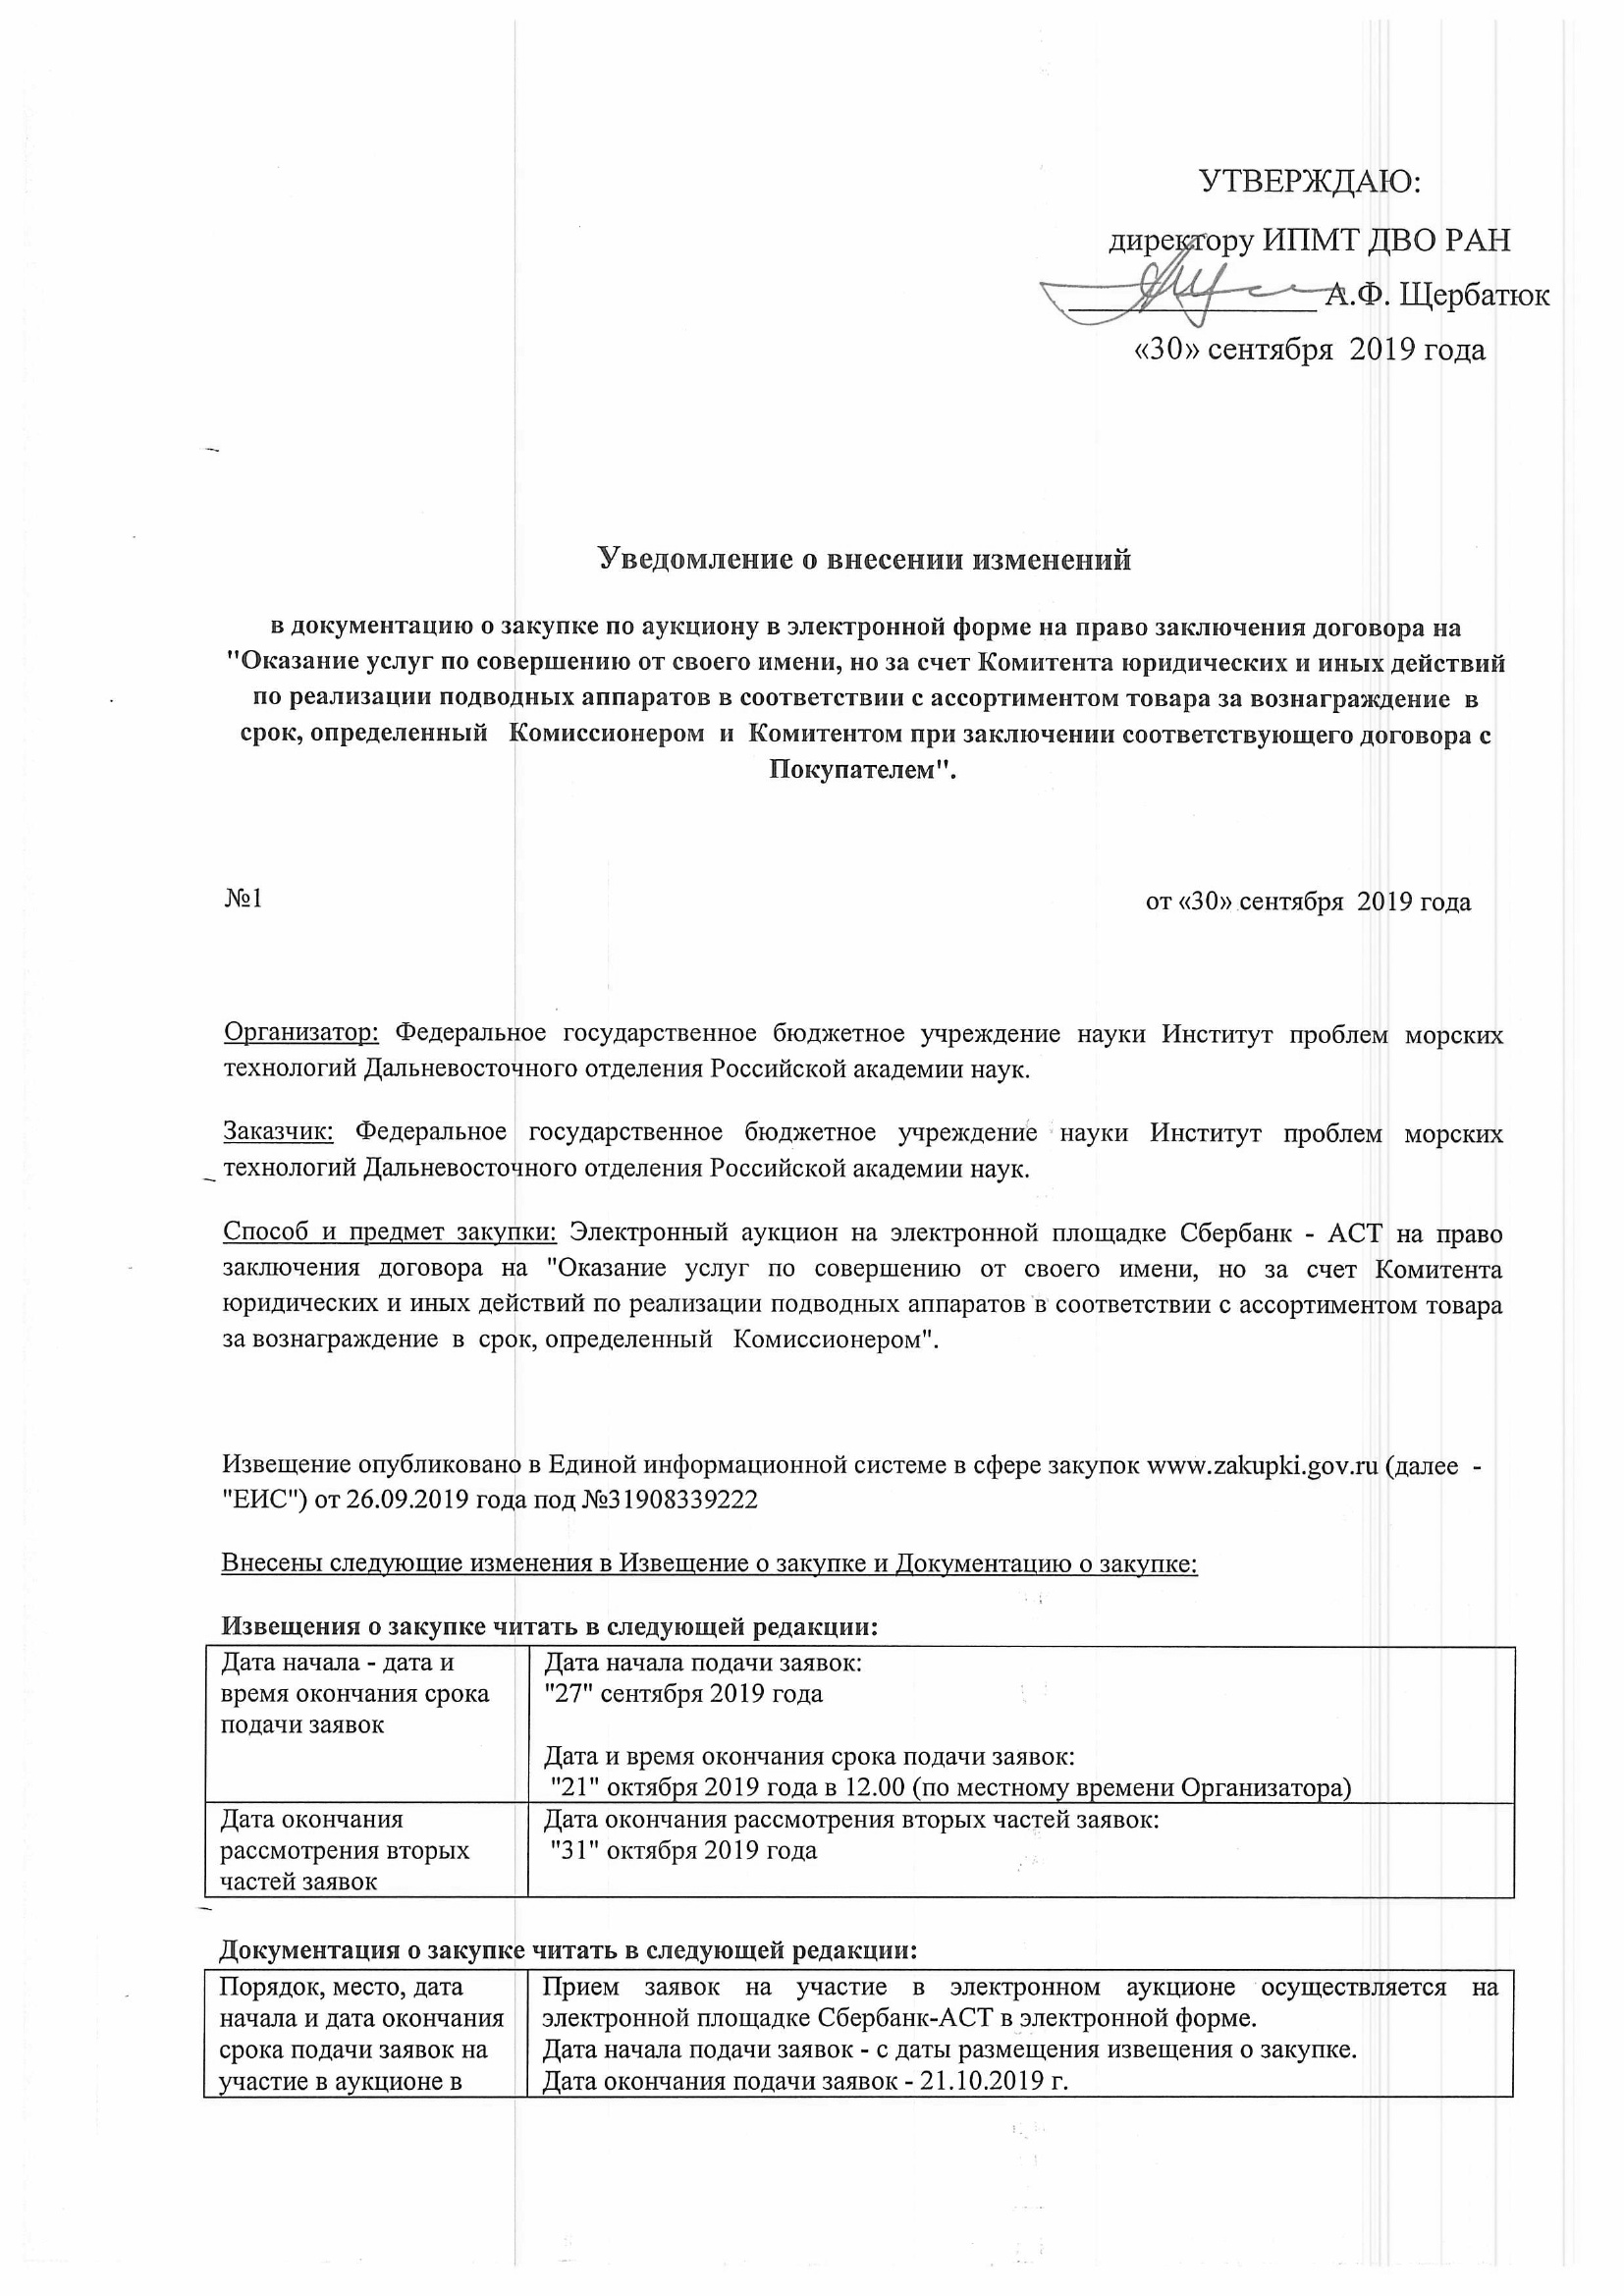 УТВЕРЖДАЮ:
директору ИПМТ ДВО РАН
А.Ф. Щербатюк
«30» сентября 2019 года
Уведомление о внесении изменений
в документацию о закупке по аукциону в электронной форме на право заключения договора на
"Оказание услуг по совершению от своего имени, но за счет Комитента юридических и иных действий
по реализации подводных аппаратов в соответствии с ассортиментом товара за вознаграждение в
срок, определенный Комиссионером и Комитентом при заключении соответствующего договора с
Покупателем".
№1
от «30» сентября 2019 года
Организатор: Федеральное государственное бюджетное учреждение науки Институт проблем морских
технологий Дальневосточного отделения Российской академии наук.
Заказчик: Федеральное государственное бюджетное учреждение науки Институт проблем морских
технологий Дальневосточного отделения Российской академии наук.
Способ и предмет закупки: Электронный аукцион на электронной площадке Сбербанк - АСТ на право
заключения договора на "Оказание услуг по совершению от своего имени, но за счет Комитента
юридических и иных действий по реализации подводных аппаратов в соответствии с ассортиментом товара
за вознаграждение в срок, определенный Комиссионером".
Извещение опубликовано в Единой информационной системе в сфере закупок www.zakupki.gov.ru (далее -
"ЕИС") от 26.09.2019 года под №31908339222
Внесены следующие изменения в Извещение о закупке и Документацию о закупке:
Извещения о закупке читать в следующей редакции:
Дата начала - дата и
время окончания срока
подачи заявок
Дата начала подачи заявок:
"27" сентября 2019 года
Дата и время окончания срока подачи заявок:
"21" октября 2019 года в 12.00 (по местному времени Организатора)
Дата окончания
рассмотрения вторых
частей заявок
Дата окончания рассмотрения вторых частей заявок:
"31" октября 2019 года
Документация о закупке читать в следующей редакции:
Порядок, место, дата
начала и дата окончания
срока подачи заявок на
участие в аукционе в
Прием заявок на участие в электронном аукционе осуществляется на
электронной площадке Сбербанк-АСТ в электронной форме.
Дата начала подачи заявок - с даты размещения извещения о закупке.
Дата окончания подачи заявок - 21.10.2019 г.